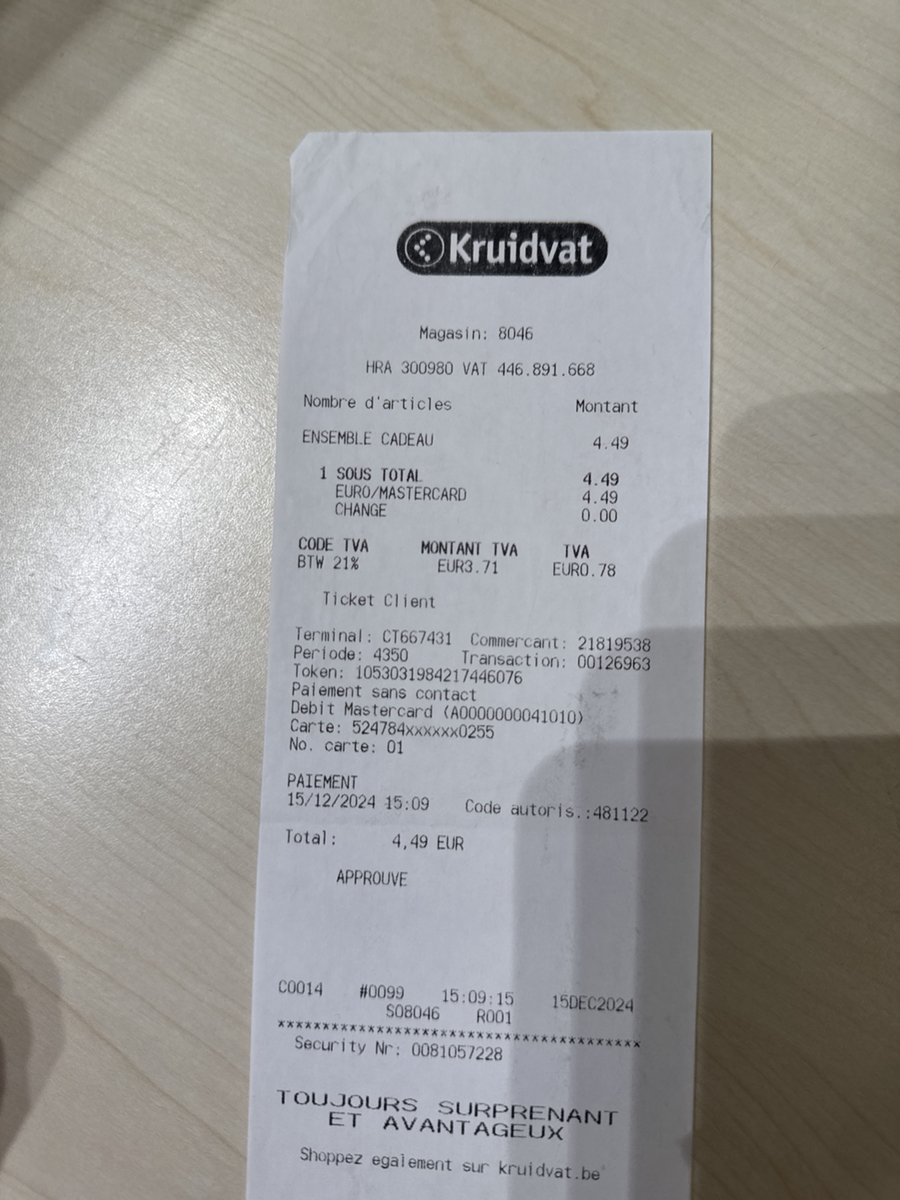 Kruidvat
Magasin: 8046
HRA 300980 VAT 446.891.668
Nombre d'articles Montant
ENSEMBLE CADEAU 4.49
1 SOUS TOTAL 4.49
EURO/MASTERCARD 4.49
CHANGE 0.00
CODE TVA MONTANT TVA TVA
BTW 21% EUR3.71 EUR0.78
Ticket Client
Terminal: CT667431 Commercant: 21819538
Periode: 4350 Transaction: 00126963
Token: 1053031984217446076
Paiement sans contact
Debit Mastercard (A0000000041010)
Carte: 524784xxxxxx0255
No. carte: 01
PAIEMENT
15/12/2024 15:09 Code autoris.:481122
Total: 4,49 EUR
APPROUVE
C0014 #0099 15:09:15 15DEC2024
S08046 R001
****************************************
Security Nr: 0081057228
TOUJOURS SURPRENANT
ET AVANTAGEUX
Shoppez egalement sur kruidvat.be